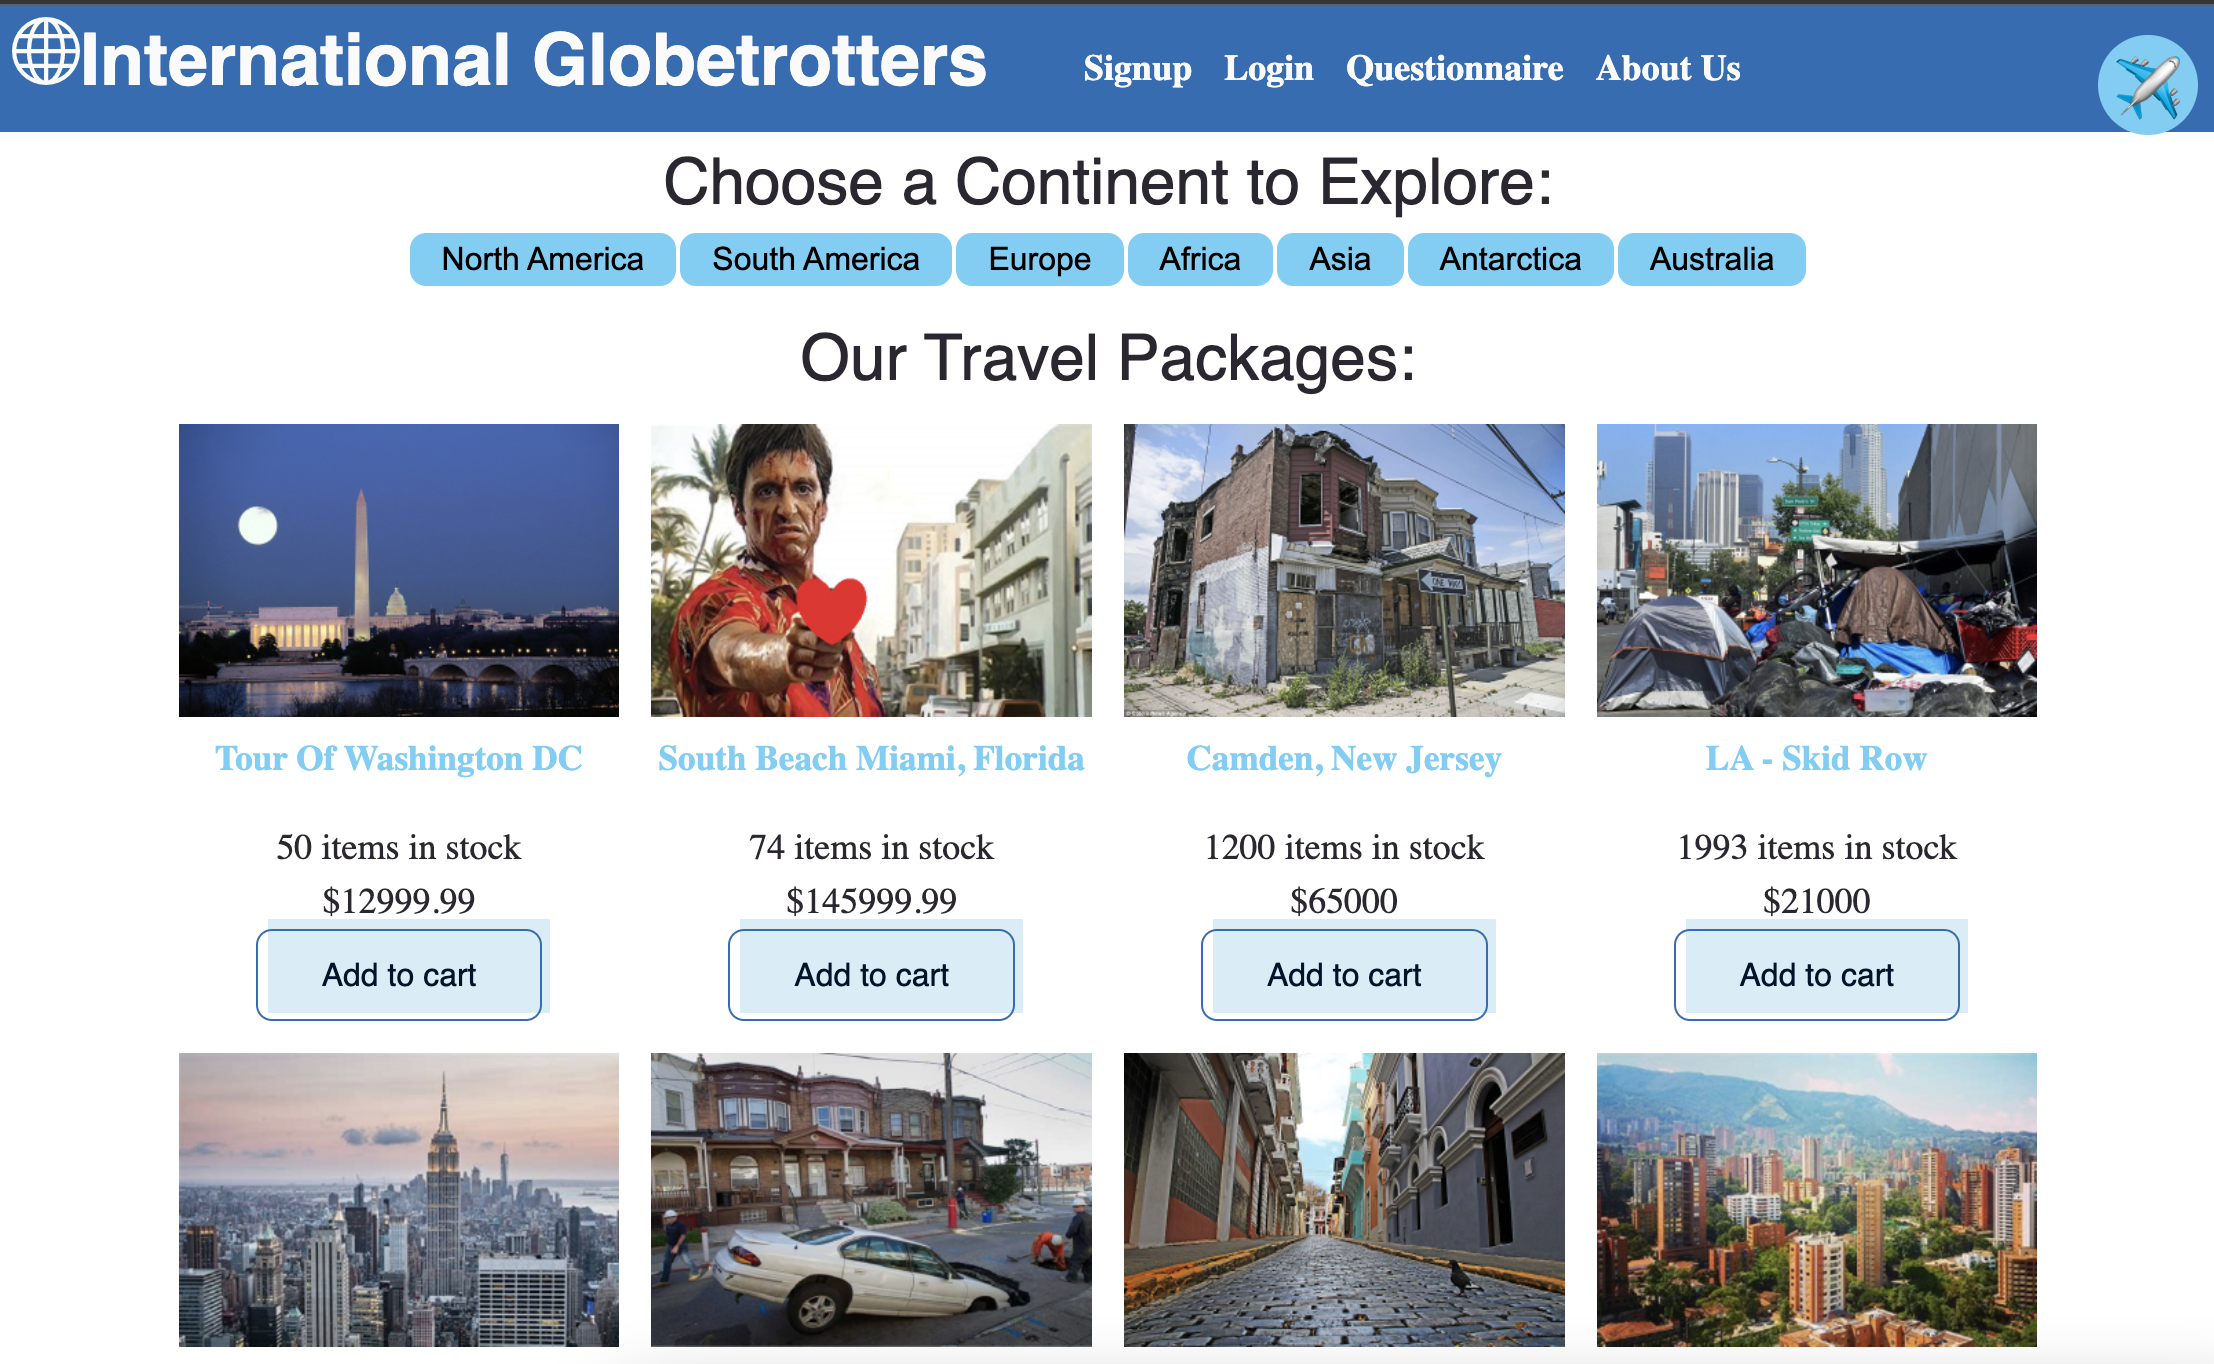 International Globetrotters
Signup Login Questionnaire About Us
Choose a Continent to Explore:
North America South America Europe Africa Asia Antarctica Australia
Our Travel Packages:
ONE WAY
Tour Of Washington DC South Beach Miami, Florida Camden, New Jersey LA - Skid Row
50 items in stock 74 items in stock 1200 items in stock 1993 items in stock
$12999.99 $145999.99 $65000 $21000
Add to cart Add to cart Add to cart Add to cart